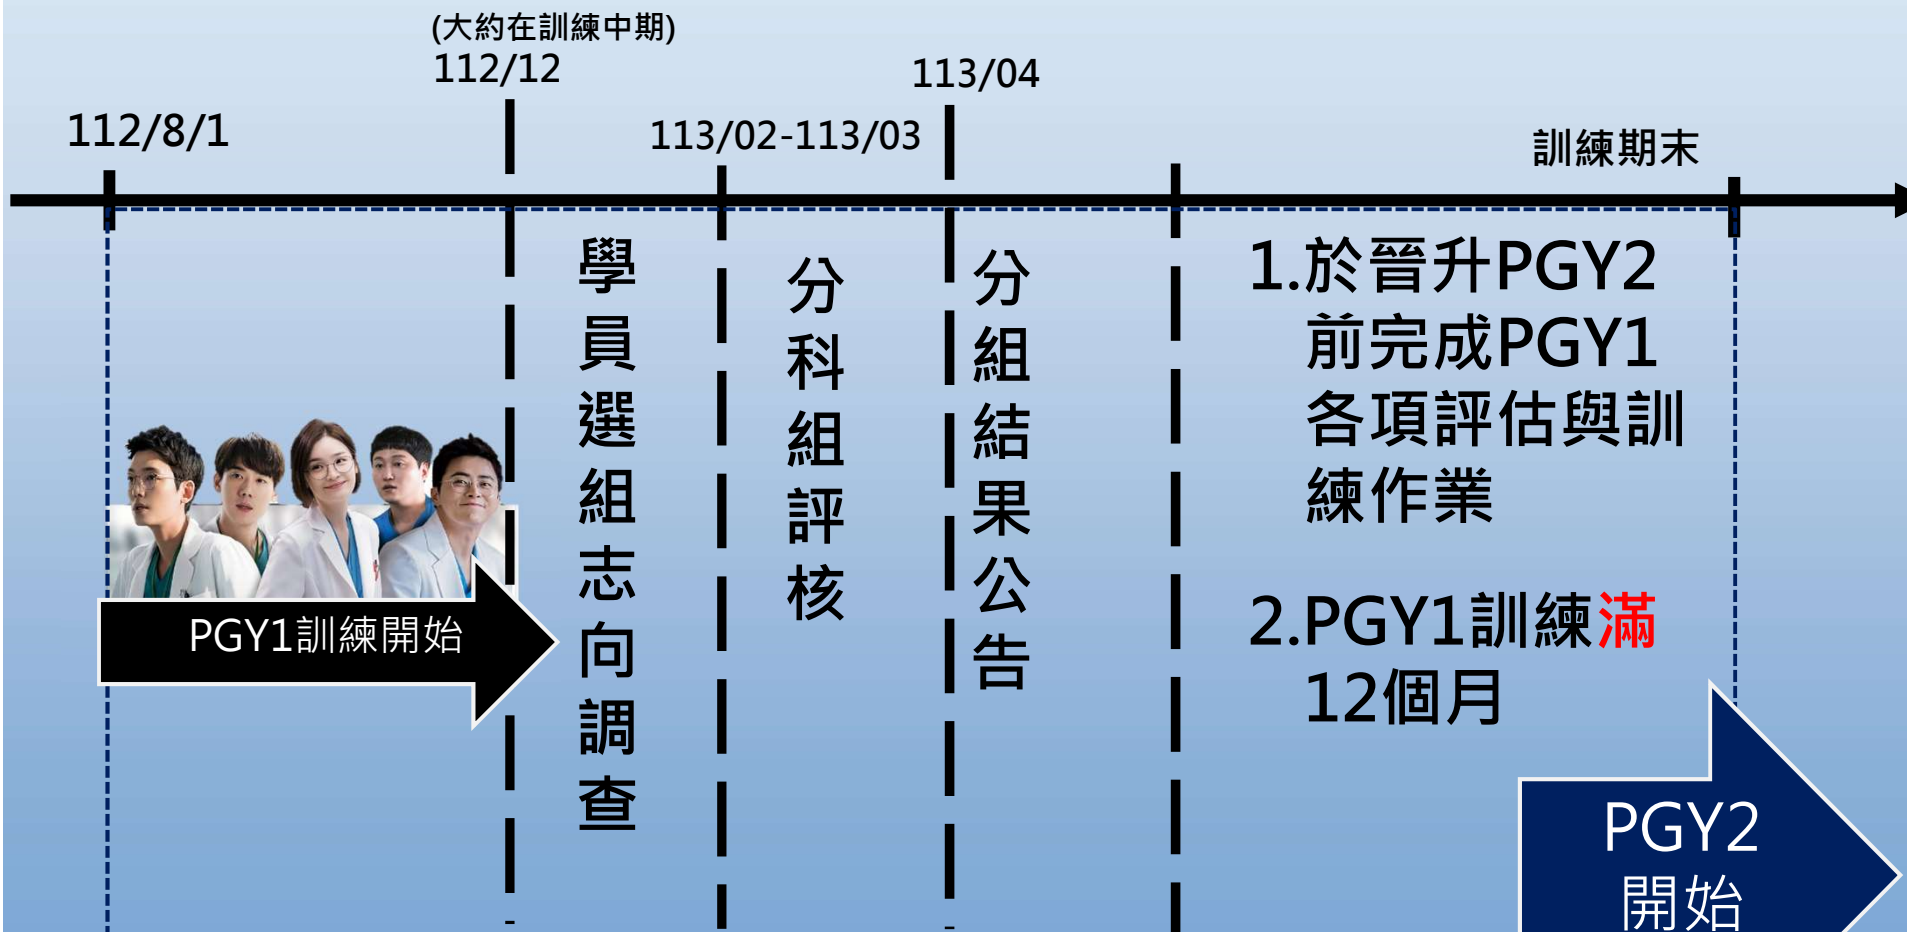 (大約在訓練中期)
112/12
113/04
112/8/1
113/02-113/03
訓練期末
學員選組志向調查
分科組評核
分組結果公告
1.於晉升PGY2
前完成PGY1
各項評估與訓
練作業
2.PGY1訓練滿
12個月
PGY1訓練開始
PGY2
開始